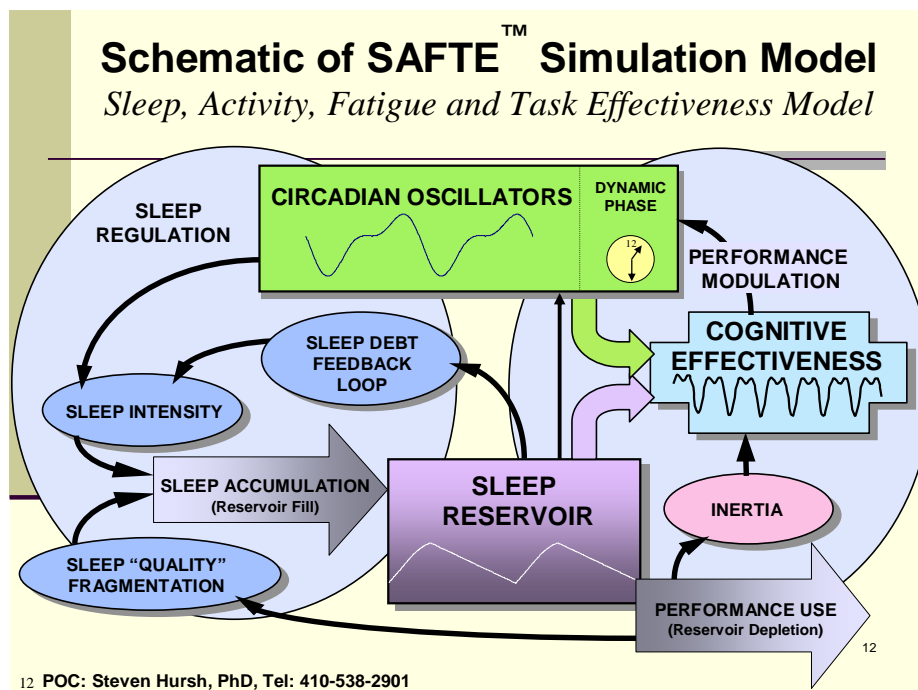 Schematic of SAFTE™ Simulation Model
Sleep, Activity, Fatigue and Task Effectiveness Model
CIRCADIAN OSCILLATORS
DYNAMIC
PHASE
12
SLEEP
REGULATION
PERFORMANCE
MODULATION
COGNITIVE
EFFECTIVENESS
SLEEP DEBT
FEEDBACK
LOOP
SLEEP INTENSITY
SLEEP ACCUMULATION
(Reservoir Fill)
SLEEP
RESERVOIR
INERTIA
SLEEP “QUALITY”
FRAGMENTATION
PERFORMANCE USE
(Reservoir Depletion)
12
12 POC: Steven Hursh, PhD, Tel: 410-538-2901